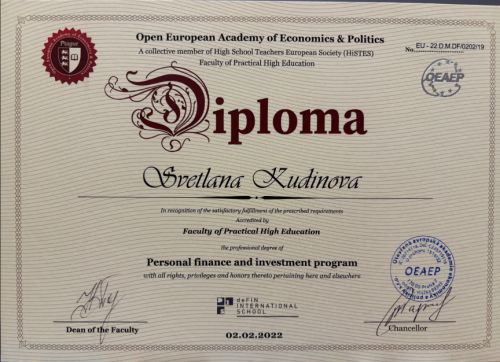 Open European Academy of Economics & Politics
A collective member of High School Teachers European Society (HiSTES)
Faculty of Practical High Education
No. EU - 22.D.M.DF/0202/19
Prague
OEAEP
Diploma
Svetlana Kudinova
In recognition of the satisfactory fulfillment of the prescribed requirements
Accredited by
Faculty of Practical High Education
the professional degree of
Personal finance and investment program
with all rights, privileges and honors thereto pertaining here and elsewhere
deFIN
INTERNATIONAL
SCHOOL
OEAEP
Dean of the Faculty
02.02.2022
Chancellor